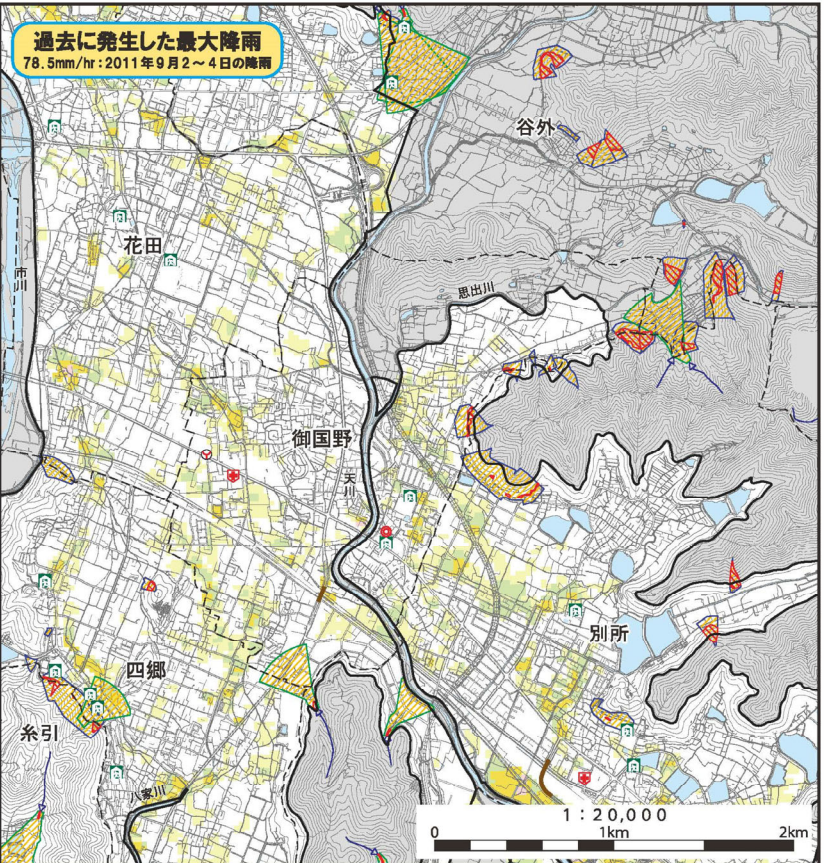 過去に発生した最大降雨
78.5mm/hr:2011年9月2～4日の降雨
谷外
花田
市川
思出川
御国野
天川
別所
四郷
糸引
八家川
1:20,000
0 1km 2km